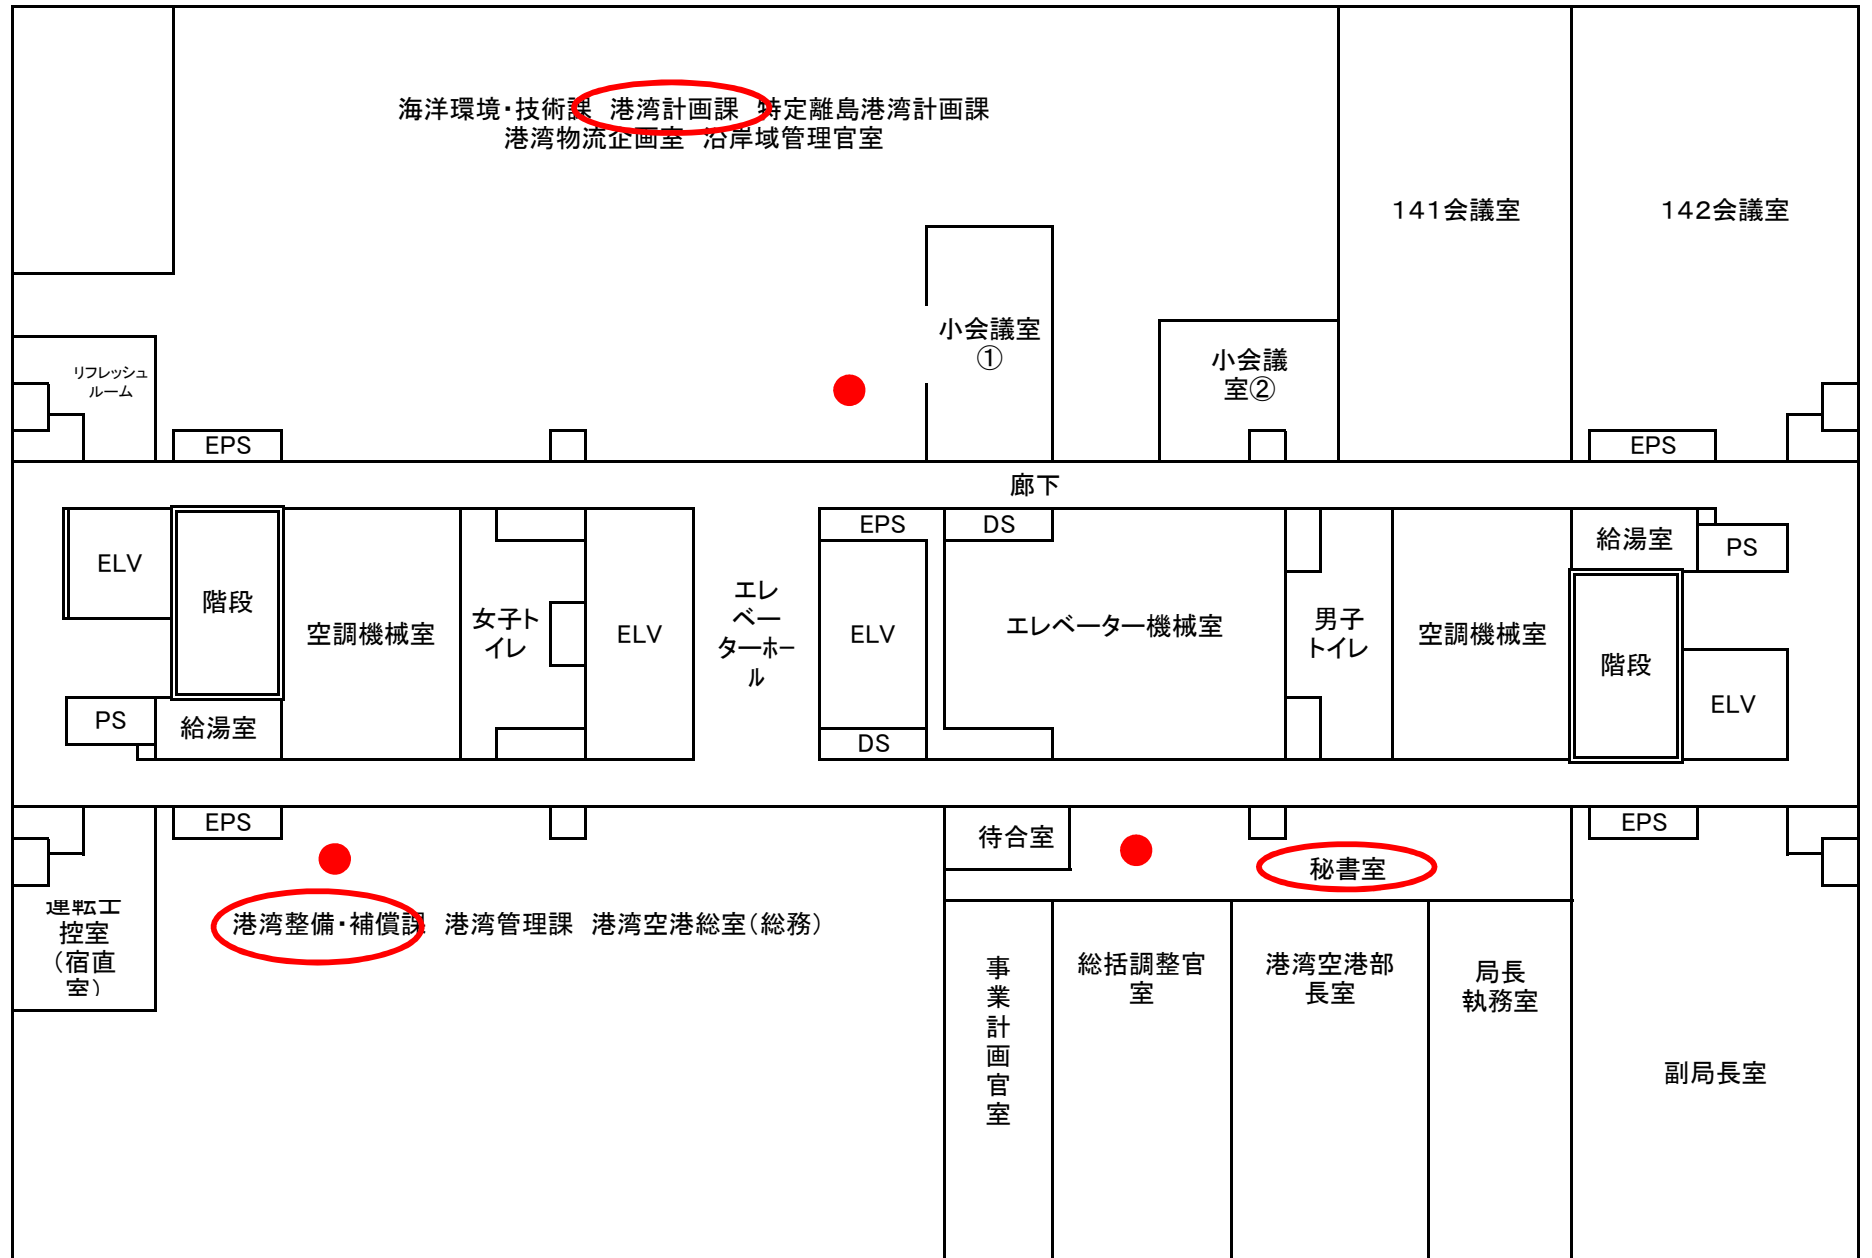 海洋環境・技術課　港湾計画課　特定離島港湾計画課
港湾物流企画室　沿岸域管理官室
141会議室
142会議室
小会議室
①
小会議
室②
リフレッシュ
ルーム
EPS
EPS
廊下
ELV
階段
空調機械室
女子ト
イレ
ELV
エレ
ベー
ターホー
ル
EPS
ELV
DS
DS
エレベーター機械室
男子
トイレ
空調機械室
給湯室
PS
階段
ELV
PS
給湯室
EPS
待合室
秘書室
EPS
運転士
控室
（宿直
室）
港湾整備・補償課　港湾管理課　港湾空港総室（総務）
事
業
計
画
官
室
総括調整官
室
港湾空港部
長室
局長
執務室
副局長室